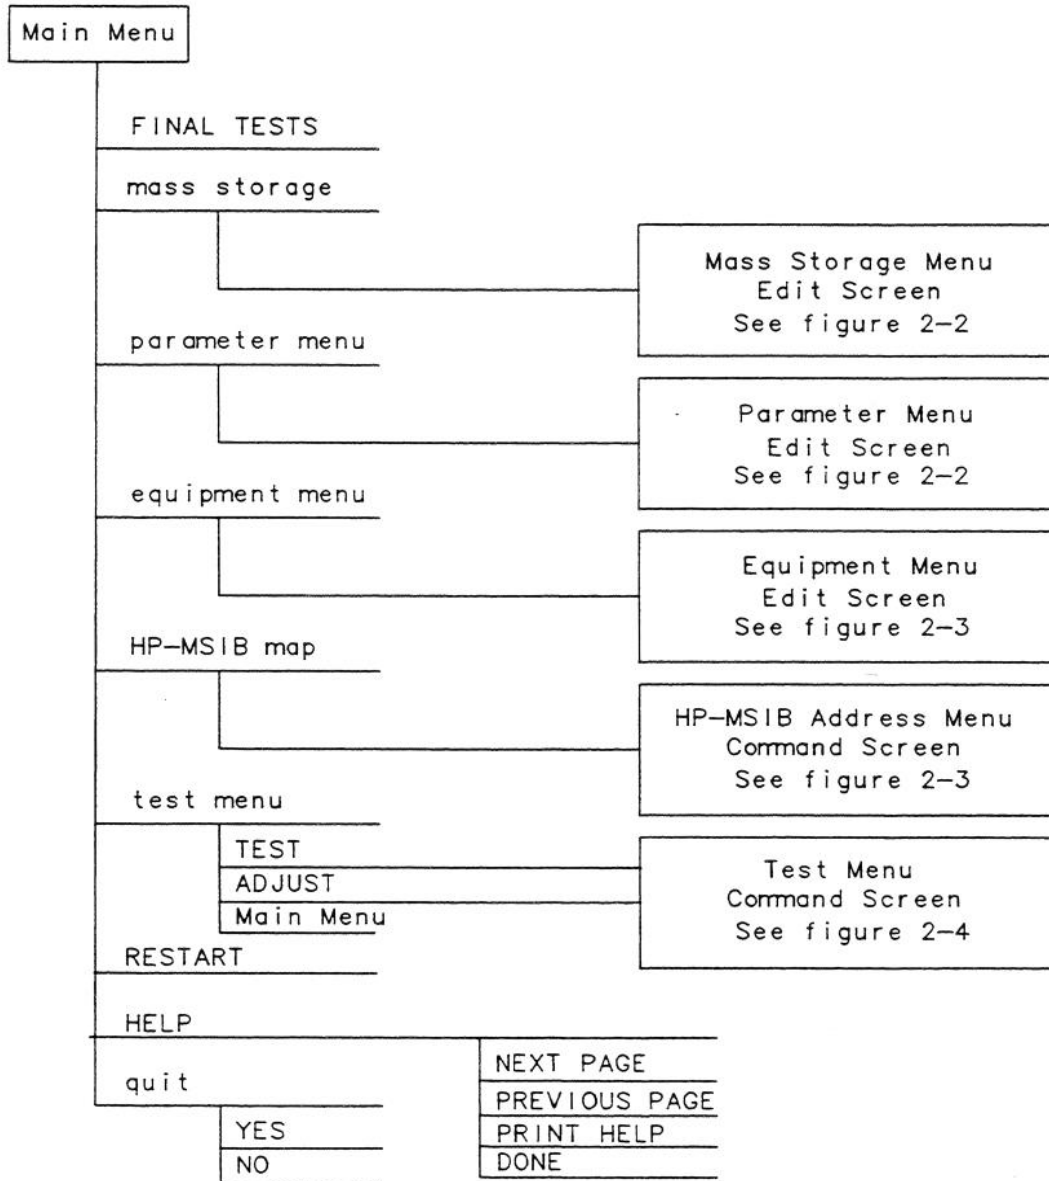 Main Menu
FINAL TESTS
mass storage
Mass Storage Menu
Edit Screen
See figure 2-2
parameter menu
Parameter Menu
Edit Screen
See figure 2-2
equipment menu
Equipment Menu
Edit Screen
See figure 2-3
HP-MSIB map
HP-MSIB Address Menu
Command Screen
See figure 2-3
test menu
TEST
ADJUST
Main Menu
Test Menu
Command Screen
See figure 2-4
RESTART
HELP
NEXT PAGE
PREVIOUS PAGE
PRINT HELP
DONE
quit
YES
NO